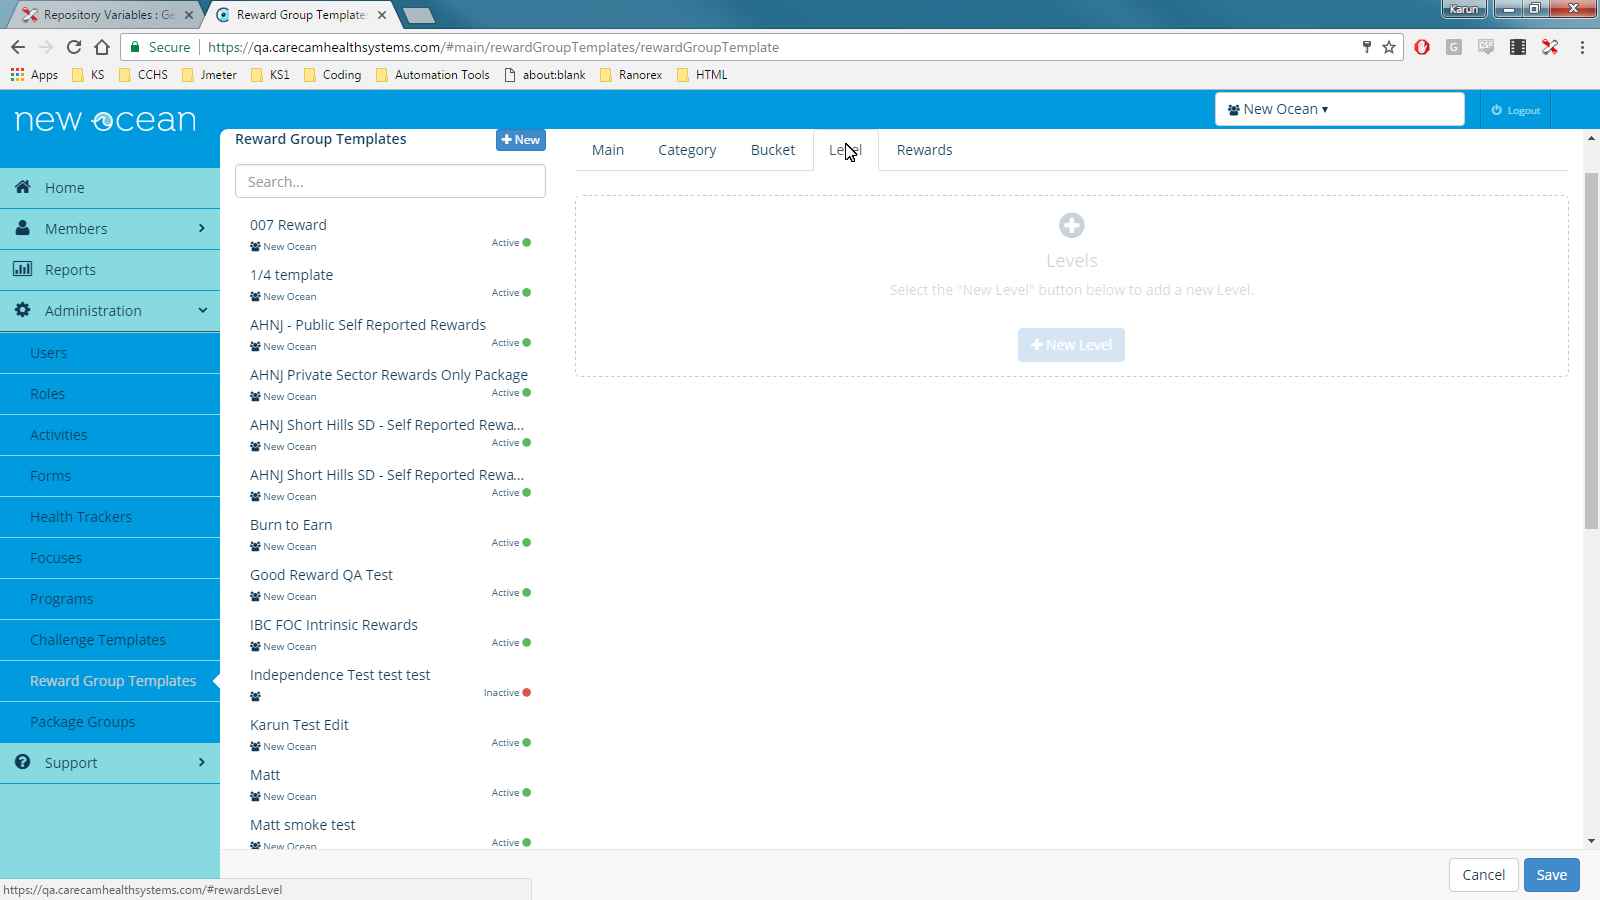 Repository Variables : Ge
Reward Group Template
Karun
Secure
https://qa.carecamhealthsystems.com/#main/rewardGroupTemplates/rewardGroupTemplate
Apps
KS
CCHS
Jmeter
KS1
Coding
Automation Tools
about:blank
Ranorex
HTML
new ocean
New Ocean ▾
Logout
Home
Members
Reports
Administration
Users
Roles
Activities
Forms
Health Trackers
Focuses
Programs
Challenge Templates
Reward Group Templates
Package Groups
Support
Reward Group Templates
New
Search...
007 Reward
New Ocean
Active
1/4 template
New Ocean
Active
AHNJ - Public Self Reported Rewards
New Ocean
Active
AHNJ Private Sector Rewards Only Package
New Ocean
Active
AHNJ Short Hills SD - Self Reported Rewa...
New Ocean
Active
AHNJ Short Hills SD - Self Reported Rewa...
New Ocean
Active
Burn to Earn
New Ocean
Active
Good Reward QA Test
New Ocean
Active
IBC FOC Intrinsic Rewards
New Ocean
Active
Independence Test test test
Inactive
Karun Test Edit
New Ocean
Active
Matt
New Ocean
Active
Matt smoke test
New Ocean
Active
Main
Category
Bucket
Level
Rewards
Levels
Select the "New Level" button below to add a new Level.
New Level
Cancel
Save
https://qa.carecamhealthsystems.com/#rewardsLevel